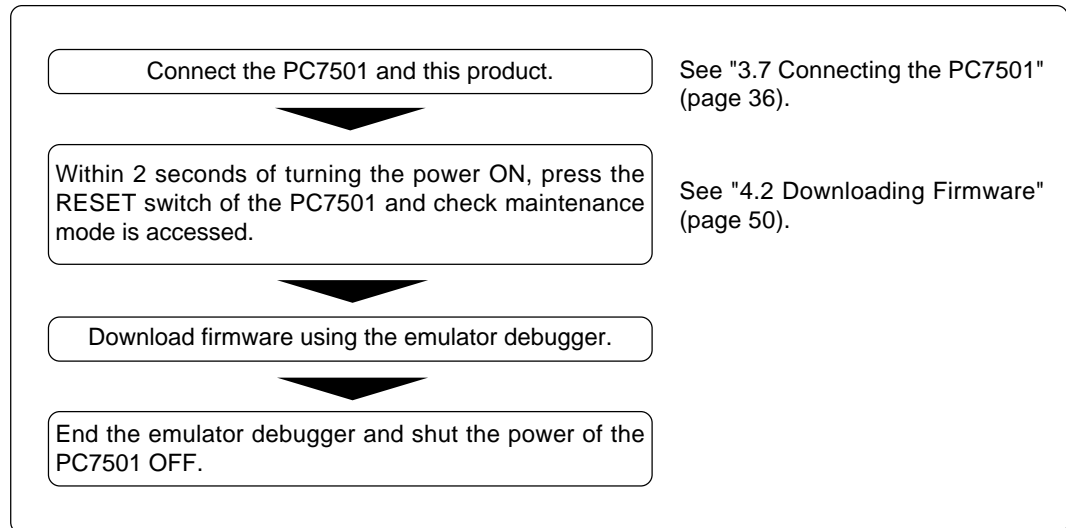 Connect the PC7501 and this product.
See "3.7 Connecting the PC7501"
(page 36).
Within 2 seconds of turning the power ON, press the
RESET switch of the PC7501 and check maintenance
mode is accessed.
See "4.2 Downloading Firmware"
(page 50).
Download firmware using the emulator debugger.
End the emulator debugger and shut the power of the
PC7501 OFF.